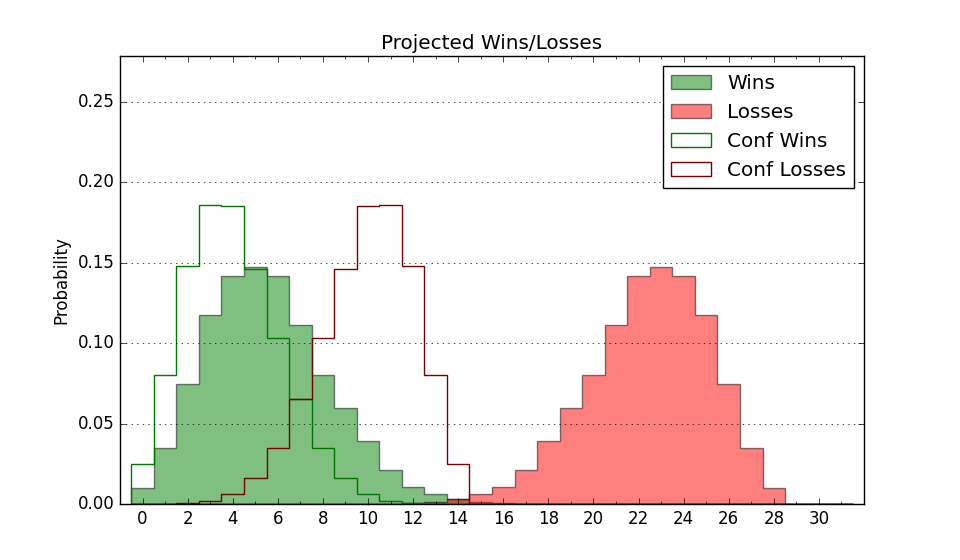 Projected Wins/Losses
Wins
Losses
Conf Wins
Conf Losses
Probability
0.25
0.20
0.15
0.10
0.05
0.00
0 2 4 6 8 10 12 14 16 18 20 22 24 26 28 30